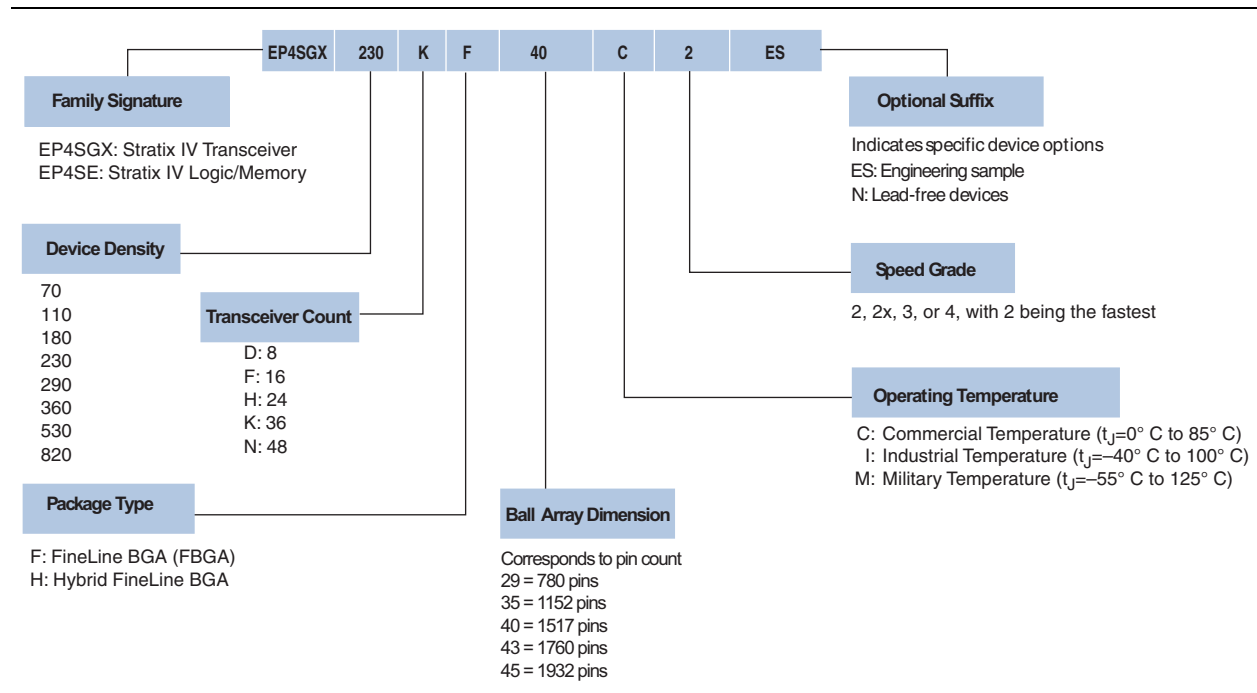 EP4SGX 230 K F 40 C 2 ES
Family Signature
EP4SGX: Stratix IV Transceiver
EP4SE: Stratix IV Logic/Memory
Optional Suffix
Indicates specific device options
ES: Engineering sample
N: Lead-free devices
Device Density
70
110
180
230
290
360
530
820
Transceiver Count
D: 8
F: 16
H: 24
K: 36
N: 48
Speed Grade
2, 2x, 3, or 4, with 2 being the fastest
Operating Temperature
C: Commercial Temperature (tJ=0° C to 85° C)
I: Industrial Temperature (tJ=–40° C to 100° C)
M: Military Temperature (tJ=–55° C to 125° C)
Package Type
F: FineLine BGA (FBGA)
H: Hybrid FineLine BGA
Ball Array Dimension
Corresponds to pin count
29 = 780 pins
35 = 1152 pins
40 = 1517 pins
43 = 1760 pins
45 = 1932 pins